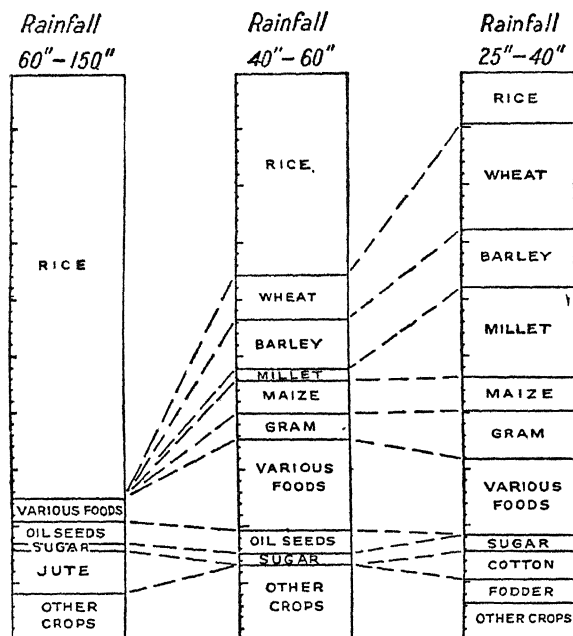 Rainfall
60"-150"
RICE
VARIOUS FOODS
OIL SEEDS
SUGAR
JUTE
OTHER
CROPS
Rainfall
40"-60"
RICE.
WHEAT
BARLEY
MILLET
MAIZE
GRAM
VARIOUS
FOODS
OIL SEEDS
SUGAR
OTHER
CROPS
Rainfall
25"-40"
RICE
WHEAT
BARLEY
MILLET
MAIZE
GRAM
VARIOUS
FOODS
SUGAR
COTTON
FODDER
OTHER CROPS